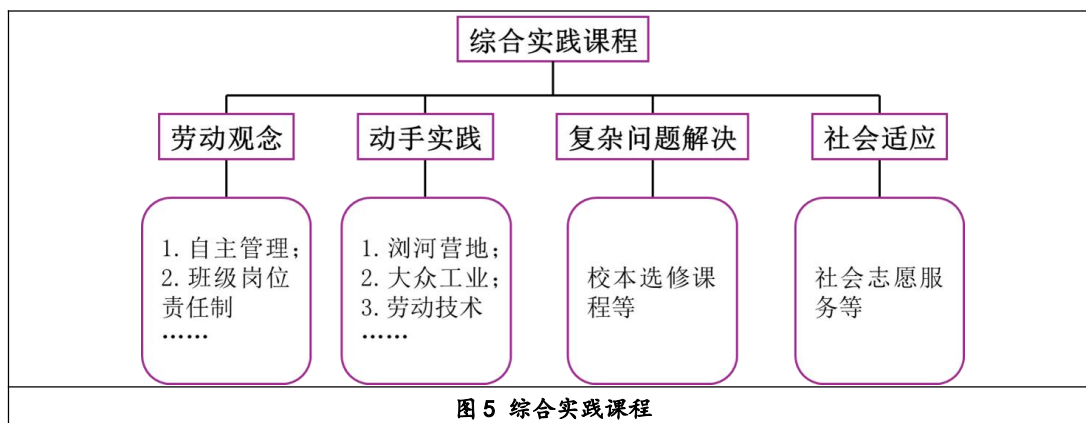 综合实践课程
劳动观念
动手实践
复杂问题解决
社会适应
1. 自主管理；
2. 班级岗位
责任制
……
1. 浏河营地；
2. 大众工业；
3. 劳动技术
……
校本选修课
程等
社会志愿服
务等
图 5 综合实践课程